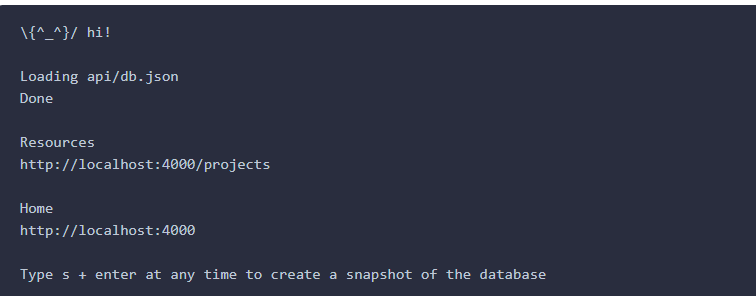 \{^_^}/ hi!
Loading api/db.json
Done
Resources
http://localhost:4000/projects
Home
http://localhost:4000
Type s + enter at any time to create a snapshot of the database